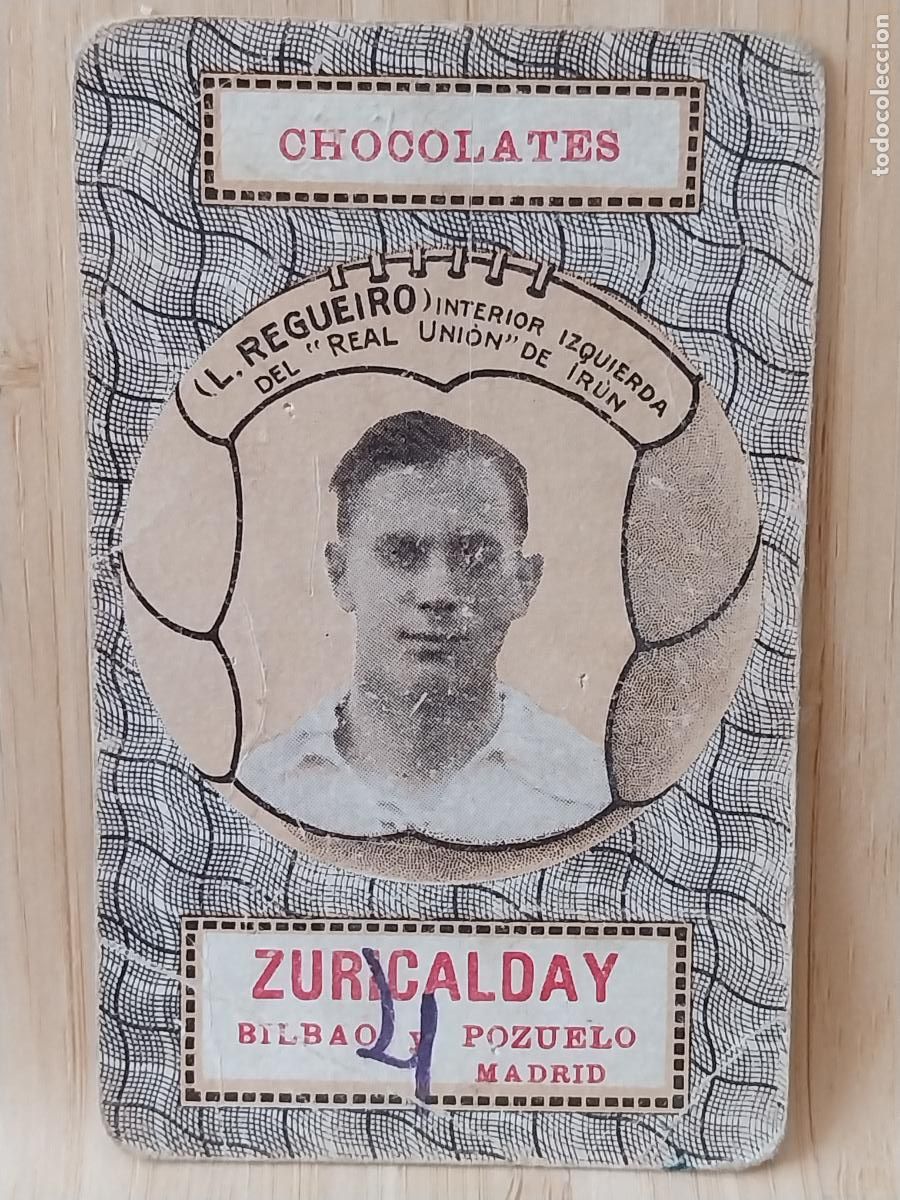 CHOCOLATES
(L. REGUEIRO) INTERIOR IZQUIERDA
DEL "REAL UNIÓN" DE IRÚN
ZURICALDAY
BILBAO y POZUELO
MADRID
4
todocoleccion